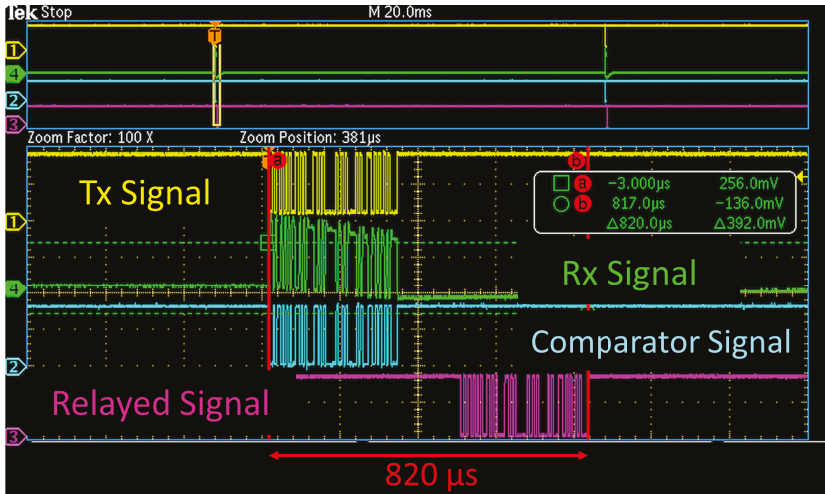 Tek Stop M 20.0ms
T
1
4
2
3
Zoom Factor: 100 X Zoom Position: 381µs
a b
Tx Signal
a -3.000µs 256.0mV
b 817.0µs -136.0mV
Δ820.0µs Δ392.0mV
1
Rx Signal
4
Comparator Signal
2
Relayed Signal
3
820 µs